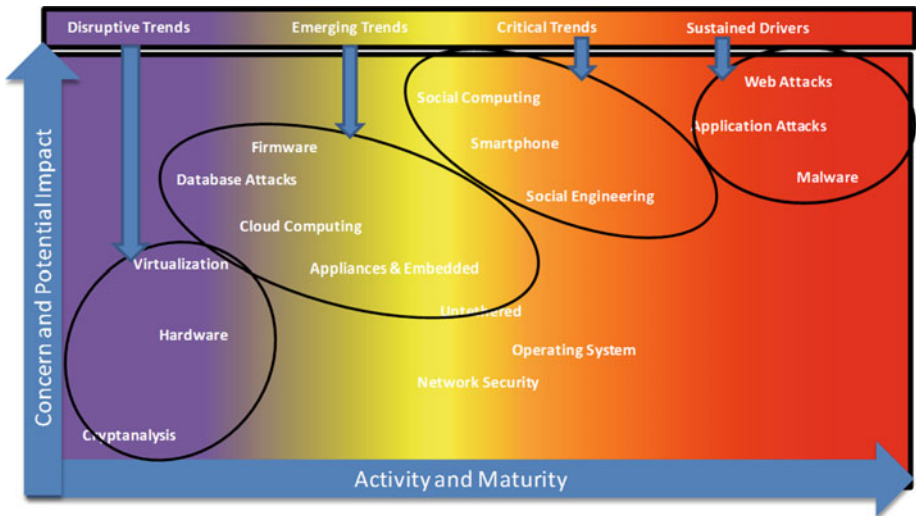 Disruptive Trends
Emerging Trends
Critical Trends
Sustained Drivers
Concern and Potential Impact
Web Attacks
Social Computing
Application Attacks
Smartphone
Firmware
Malware
Database Attacks
Social Engineering
Cloud Computing
Virtualization
Appliances & Embedded
Untethered
Hardware
Operating System
Network Security
Cryptanalysis
Activity and Maturity